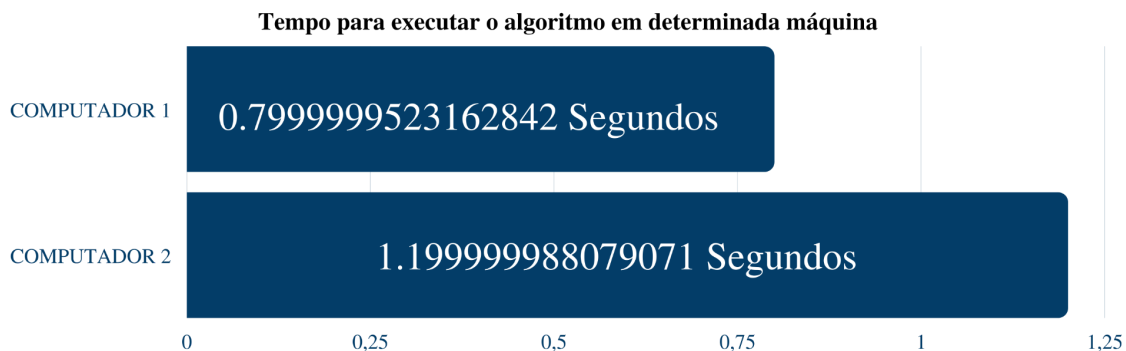 Tempo para executar o algoritmo em determinada máquina
COMPUTADOR 1
0.7999999523162842 Segundos
COMPUTADOR 2
1.199999988079071 Segundos
0 0,25 0,5 0,75 1 1,25